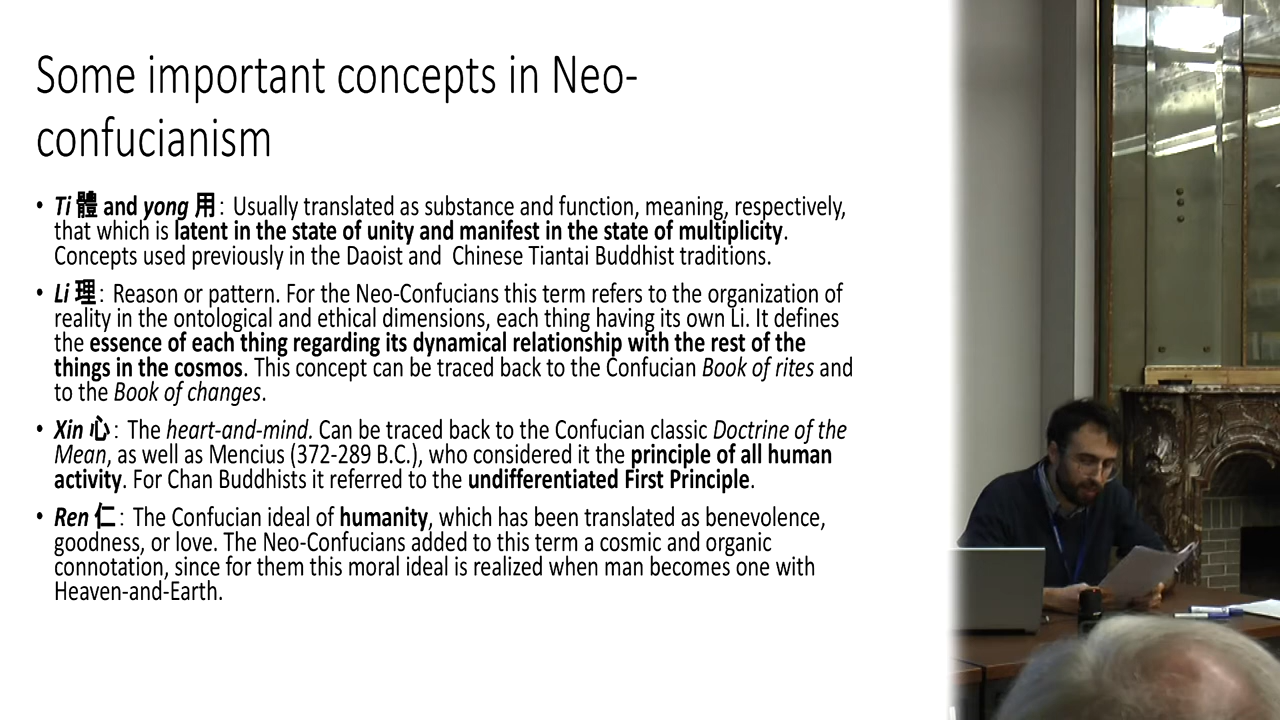 Some important concepts in Neo-
confucianism
• Ti 體 and yong 用: Usually translated as substance and function, meaning, respectively,
that which is latent in the state of unity and manifest in the state of multiplicity.
Concepts used previously in the Daoist and Chinese Tiantai Buddhist traditions.
• Li 理: Reason or pattern. For the Neo-Confucians this term refers to the organization of
reality in the ontological and ethical dimensions, each thing having its own Li. It defines
the essence of each thing regarding its dynamical relationship with the rest of the
things in the cosmos. This concept can be traced back to the Confucian Book of rites and
to the Book of changes.
• Xin 心: The heart-and-mind. Can be traced back to the Confucian classic Doctrine of the
Mean, as well as Mencius (372-289 B.C.), who considered it the principle of all human
activity. For Chan Buddhists it referred to the undifferentiated First Principle.
• Ren 仁: The Confucian ideal of humanity, which has been translated as benevolence,
goodness, or love. The Neo-Confucians added to this term a cosmic and organic
connotation, since for them this moral ideal is realized when man becomes one with
Heaven-and-Earth.